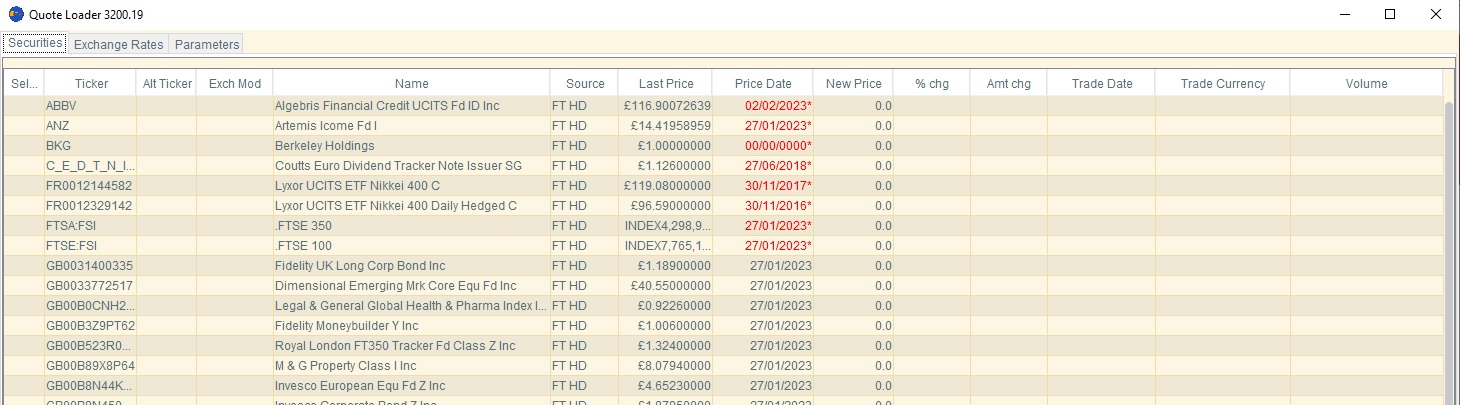 Quote Loader 3200.19
Securities Exchange Rates Parameters
Sel... Ticker Alt Ticker Exch Mod Name Source Last Price Price Date New Price % chg Amt chg Trade Date Trade Currency Volume
ABBV Algebris Financial Credit UCITS Fd ID Inc FT HD £116.90072639 02/02/2023* 0.0
ANZ Artemis Icome Fd I FT HD £14.41958959 27/01/2023* 0.0
BKG Berkeley Holdings FT HD £1.00000000 00/00/0000* 0.0
C_E_D_T_N_I... Coutts Euro Dividend Tracker Note Issuer SG FT HD £1.12600000 27/06/2018* 0.0
FR0012144582 Lyxor UCITS ETF Nikkei 400 C FT HD £119.08000000 30/11/2017* 0.0
FR0012329142 Lyxor UCITS ETF Nikkei 400 Daily Hedged C FT HD £96.59000000 30/11/2016* 0.0
FTSA:FSI .FTSE 350 FT HD INDEX4,298,9... 27/01/2023* 0.0
FTSE:FSI .FTSE 100 FT HD INDEX7,765,1... 27/01/2023* 0.0
GB0031400335 Fidelity UK Long Corp Bond Inc FT HD £1.18900000 27/01/2023 0.0
GB0033772517 Dimensional Emerging Mrk Core Equ Fd Inc FT HD £40.55000000 27/01/2023 0.0
GB00B0CNH2... Legal & General Global Health & Pharma Index I... FT HD £0.92260000 27/01/2023 0.0
GB00B3Z9PT62 Fidelity Moneybuilder Y Inc FT HD £1.00600000 27/01/2023 0.0
GB00B523R0... Royal London FT350 Tracker Fd Class Z Inc FT HD £1.32400000 27/01/2023 0.0
GB00B89X8P64 M & G Property Class I Inc FT HD £8.07940000 27/01/2023 0.0
GB00B8N44K... Invesco European Equ Fd Z Inc FT HD £4.65230000 27/01/2023 0.0
Invesco Corporate Bond Z Inc FT HD 27/01/2023 0.0